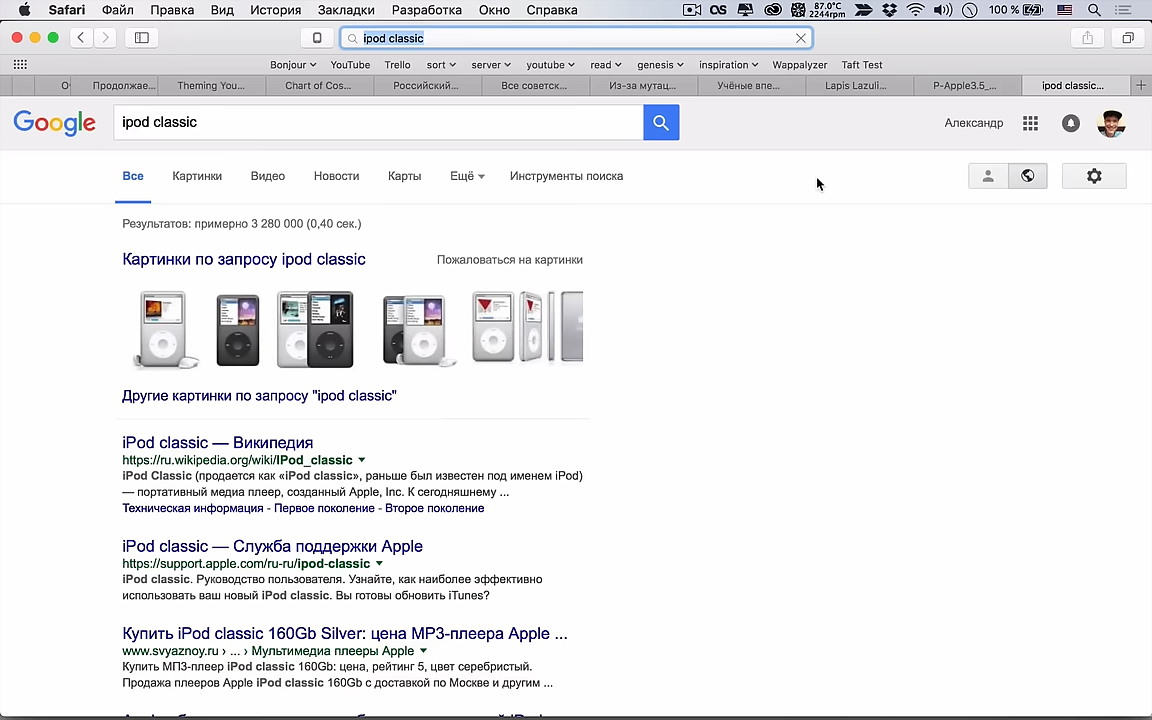 Safari Файл Правка Вид История Закладки Разработка Окно Справка
87.0°C
2244rpm
100 %
ipod classic
Bonjour YouTube Trello sort server youtube read genesis inspiration Wappalyzer Taft Test
Продолжае... Theming You... Chart of Cos... Российский... Все советск... Из-за мутац... Учёные впе... Lapis Lazuli... P-Apple3.5_... ipod classic...
Google ipod classic Александр
Все Картинки Видео Новости Карты Ещё Инструменты поиска
Результатов: примерно 3 280 000 (0,40 сек.)
Картинки по запросу ipod classic Пожаловаться на картинки
Другие картинки по запросу "ipod classic"
iPod classic — Википедия
https://ru.wikipedia.org/wiki/IPod_classic
iPod Classic (продается как «iPod classic», раньше был известен под именем iPod)
— портативный медиа плеер, созданный Apple, Inc. К сегодняшнему ...
Техническая информация - Первое поколение - Второе поколение
iPod classic — Служба поддержки Apple
https://support.apple.com/ru-ru/ipod-classic
iPod classic. Руководство пользователя. Узнайте, как наиболее эффективно
использовать ваш новый iPod classic. Вы готовы обновить iTunes?
Купить iPod classic 160Gb Silver: цена MP3-плеера Apple ...
www.svyaznoy.ru › ... › Мультимедиа плееры Apple
Купить МП3-плеер iPod classic 160Gb: цена, рейтинг 5, цвет серебристый.
Продажа плееров Apple iPod classic 160Gb с доставкой по Москве и другим ...